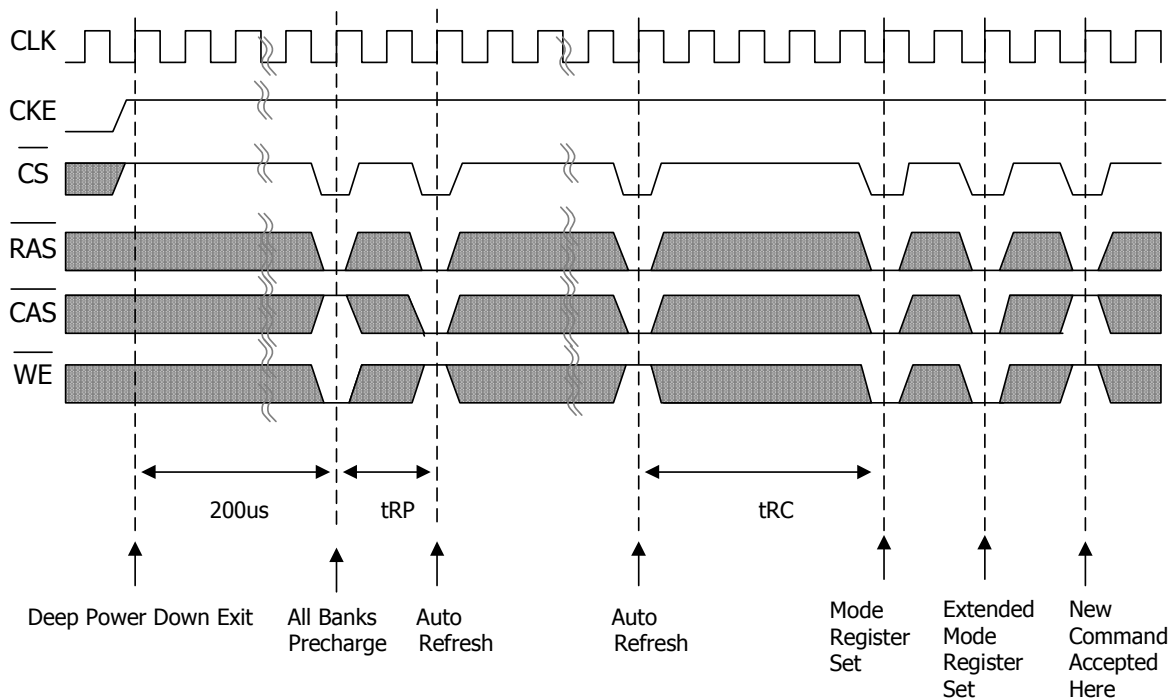 CLK
CKE
CS
RAS
CAS
WE
200us
tRP
tRC
Deep Power Down Exit
All Banks
Precharge
Auto
Refresh
Auto
Refresh
Mode
Register
Set
Extended
Mode
Register
Set
New
Command
Accepted
Here